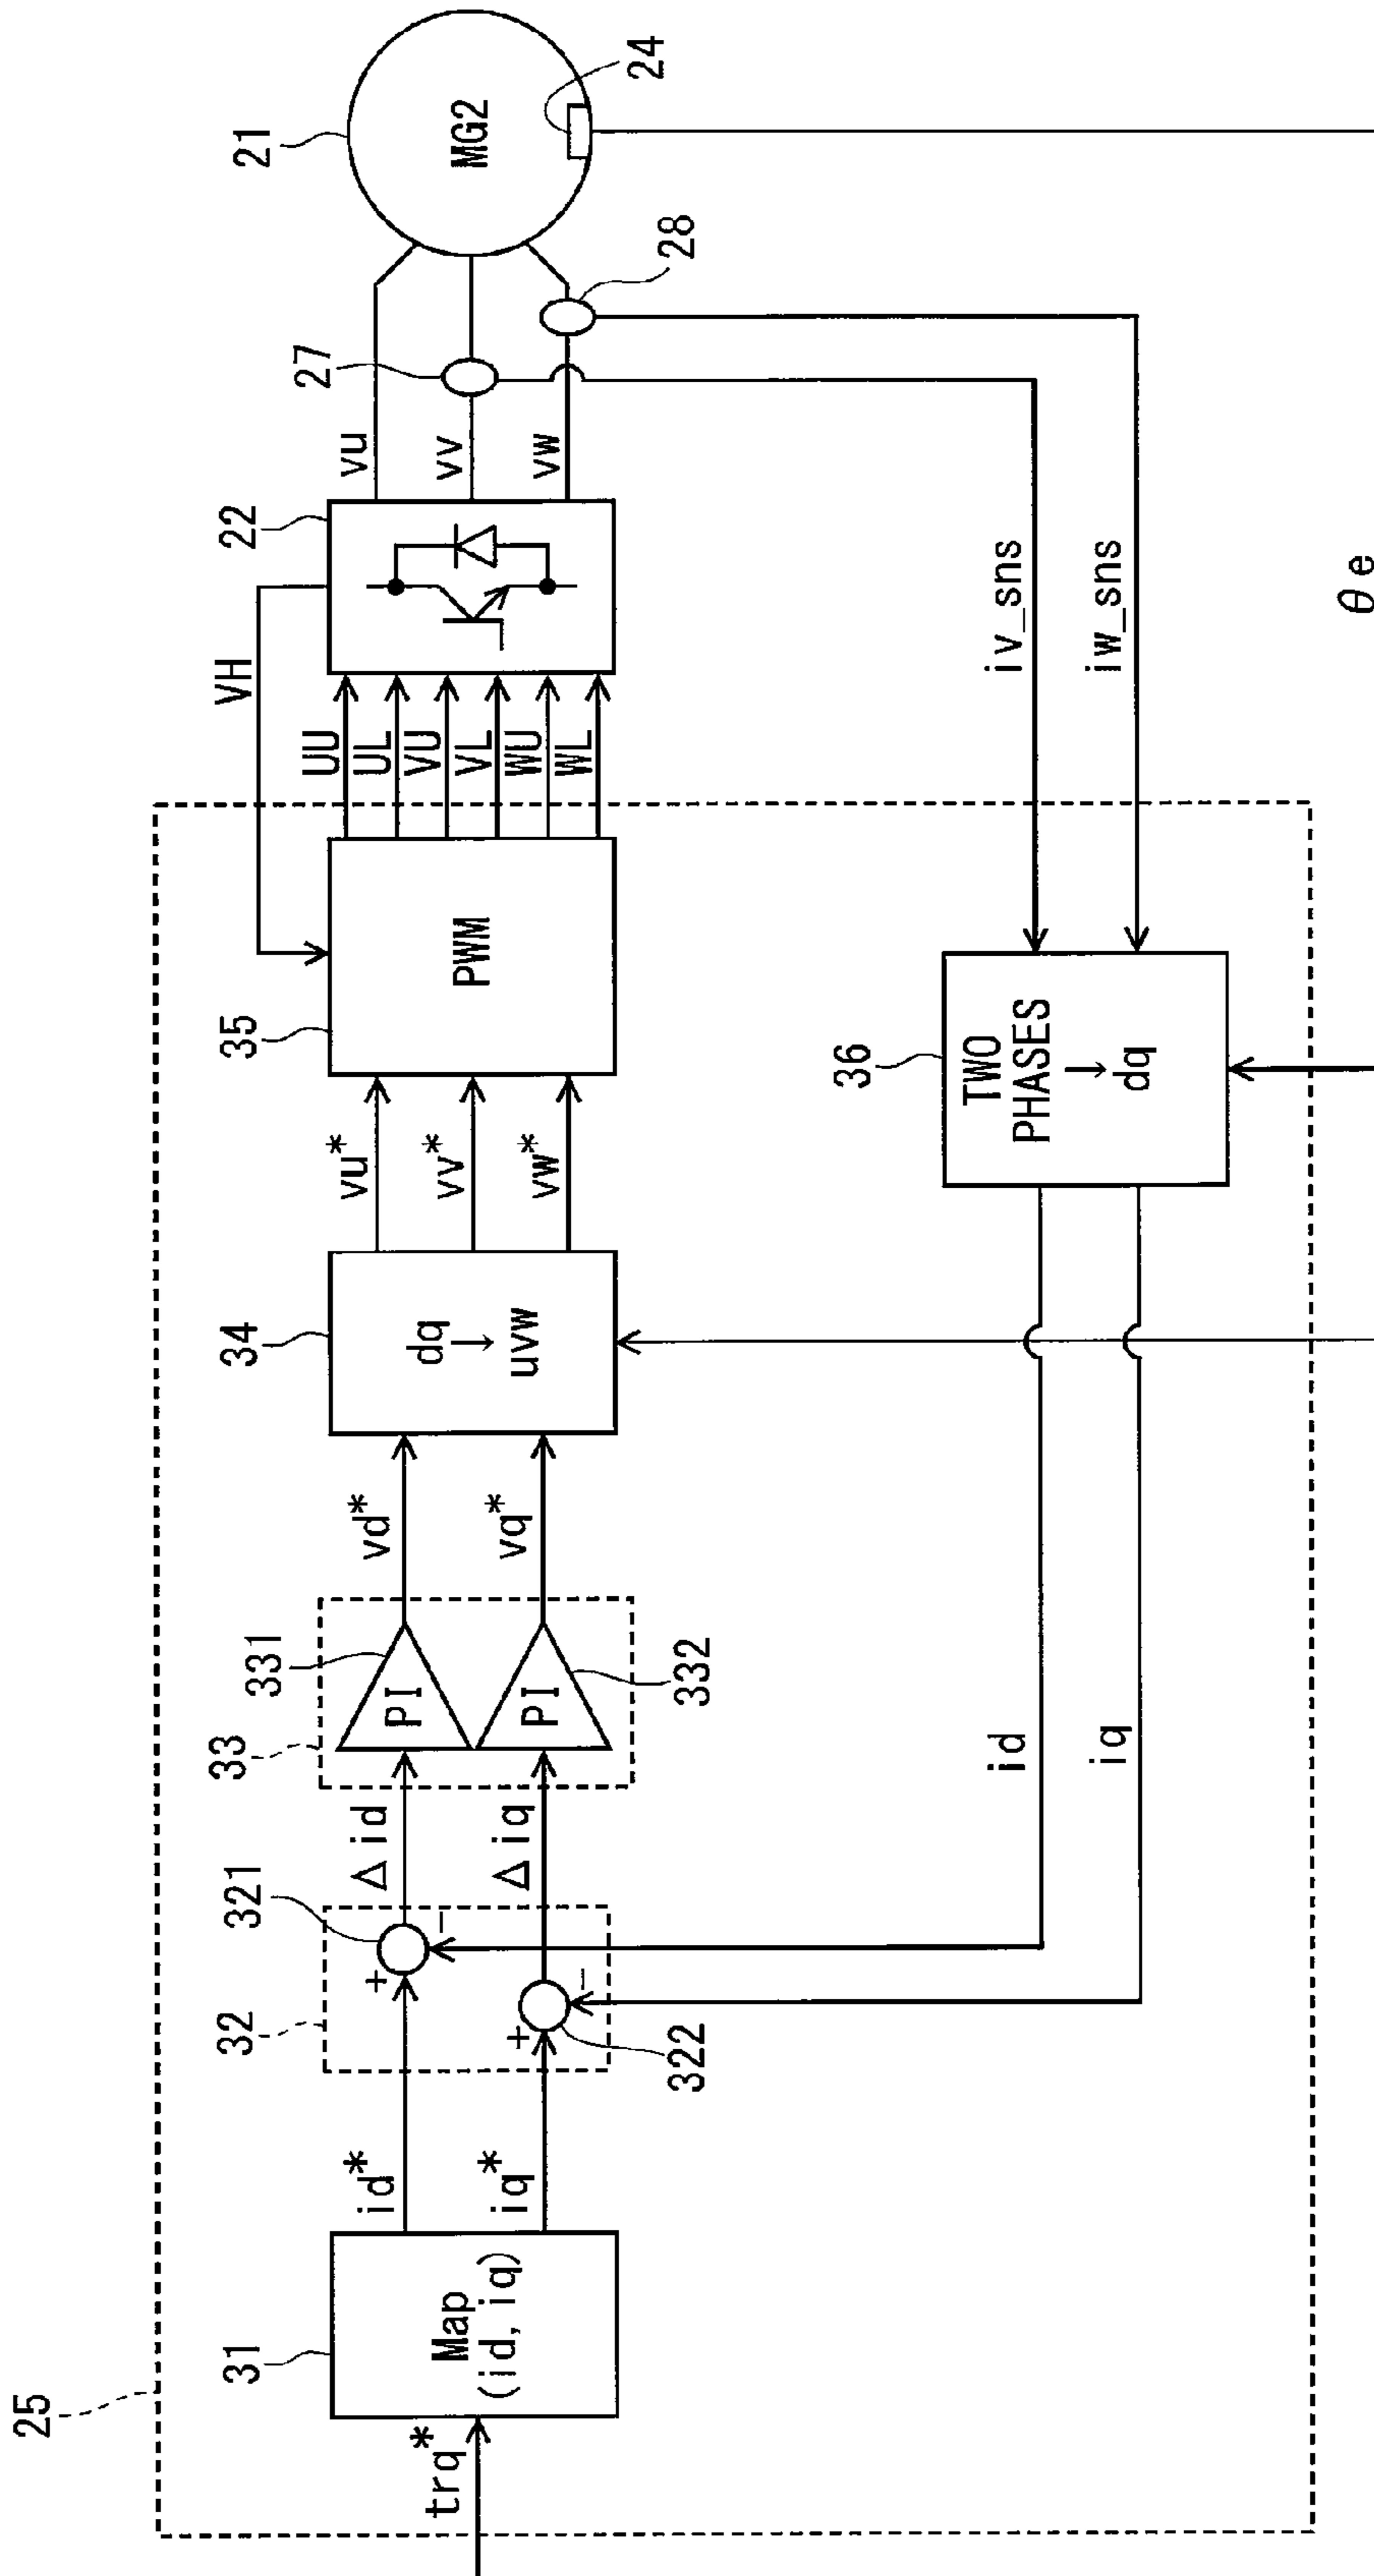 25
trq*
31
Map
(id, iq)
id*
iq*
32
321
322
+
−
+
−
Δid
Δiq
33
331
332
PI
PI
vd*
vq*
34
dq
↓
uvw
vu*
vv*
vw*
35
PWM
VH
UU
UL
VU
VL
WU
WL
22
vu
vv
vw
27
28
21
MG2
24
iv_sns
iw_sns
36
TWO
PHASES
↓
dq
id
iq
θe